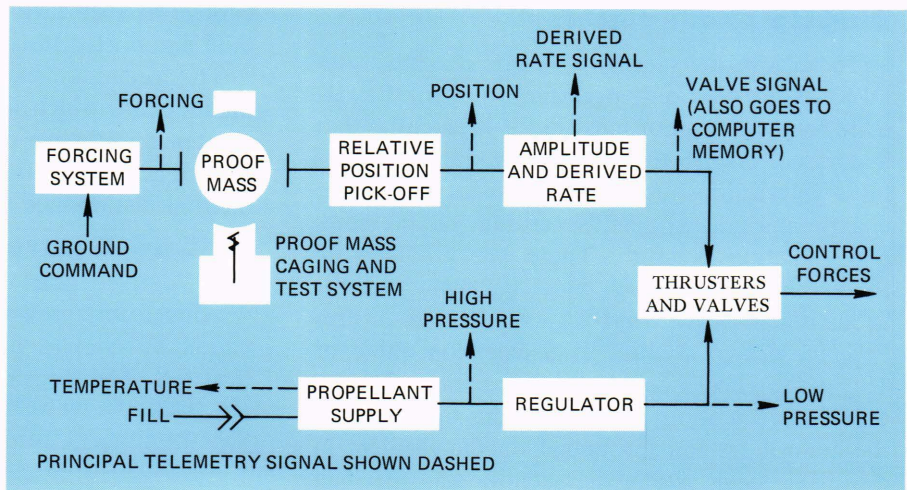 DERIVED
RATE SIGNAL
FORCING
POSITION
VALVE SIGNAL
(ALSO GOES TO
COMPUTER
MEMORY)
FORCING
SYSTEM
PROOF
MASS
RELATIVE
POSITION
PICK-OFF
AMPLITUDE
AND DERIVED
RATE
GROUND
COMMAND
PROOF MASS
CAGING AND
TEST SYSTEM
HIGH
PRESSURE
THRUSTERS
AND VALVES
CONTROL
FORCES
TEMPERATURE
FILL
PROPELLANT
SUPPLY
REGULATOR
LOW
PRESSURE
PRINCIPAL TELEMETRY SIGNAL SHOWN DASHED